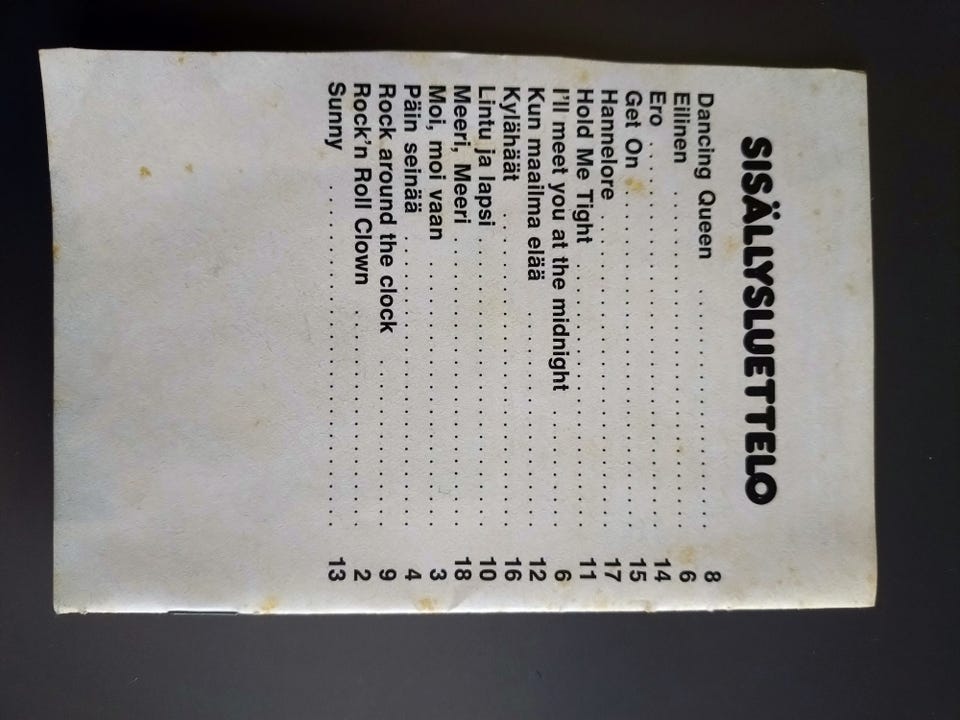 SISÄLLYSLUETTELO
Dancing Queen . . . . . . . . . . . . . . . . . . 8
Eilinen . . . . . . . . . . . . . . . . . . . . . . . . . 6
Ero . . . . . . . . . . . . . . . . . . . . . . . . . . . . 14
Get On . . . . . . . . . . . . . . . . . . . . . . . . . 15
Hannelore . . . . . . . . . . . . . . . . . . . . . . . 17
Hold Me Tight . . . . . . . . . . . . . . . . . . . . 11
I'll meet you at the midnight . . . . . . . . . 6
Kun maailma elää . . . . . . . . . . . . . . . . . 12
Kylähäät . . . . . . . . . . . . . . . . . . . . . . . . 16
Lintu ja lapsi . . . . . . . . . . . . . . . . . . . . . 10
Meeri, Meeri . . . . . . . . . . . . . . . . . . . . . . 18
Moi, moi vaan . . . . . . . . . . . . . . . . . . . . 3
Päin seinää . . . . . . . . . . . . . . . . . . . . . . 4
Rock around the clock . . . . . . . . . . . . . 9
Rock'n Roll Clown . . . . . . . . . . . . . . . . 2
Sunny . . . . . . . . . . . . . . . . . . . . . . . . . . 13